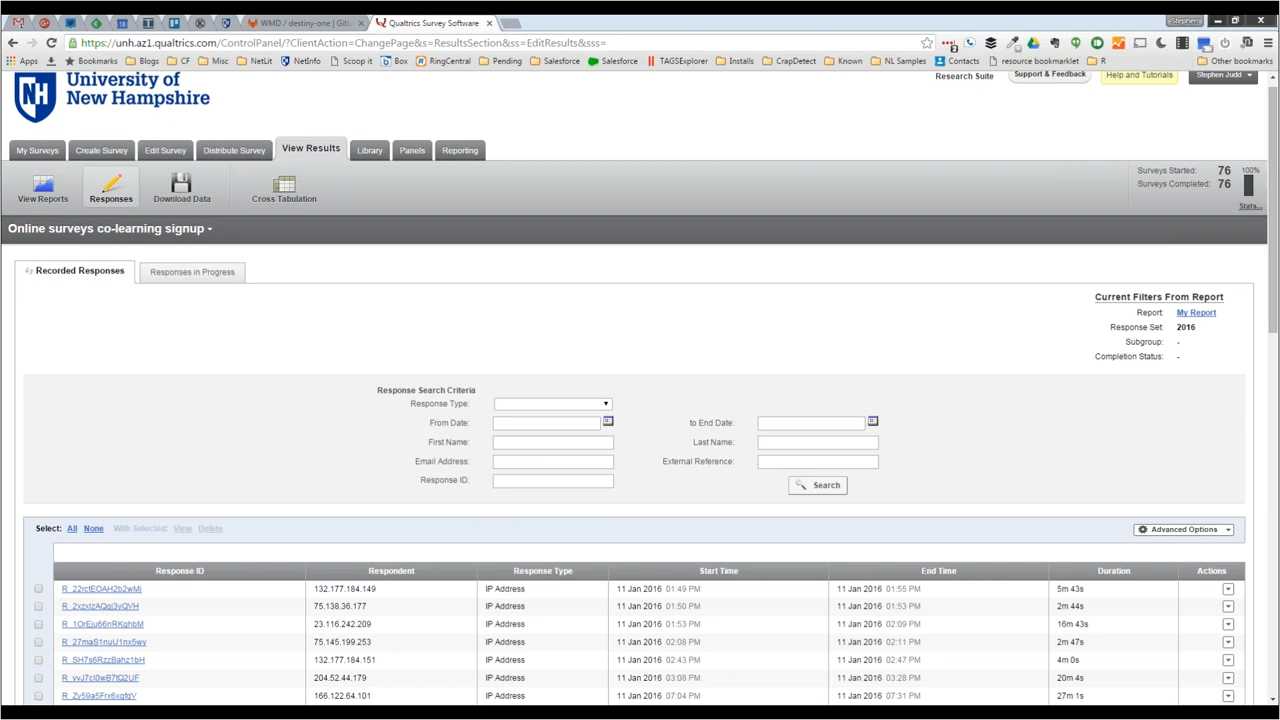 WMD / destiny-one | GitL
Qualtrics Survey Software
Stephen
https://unh.az1.qualtrics.com/ControlPanel/?ClientAction=ChangePage&s=ResultsSection&ss=EditResults&sss=
Apps Bookmarks Blogs CF Misc NetLit NetInfo Scoop it Box RingCentral Pending Salesforce Salesforce TAGSExplorer Installs CrapDetect Known NL Samples Contacts resource bookmarklet R Other bookmarks
University of
New Hampshire
Research Suite Support & Feedback Help and Tutorials Stephen Judd
My Surveys Create Survey Edit Survey Distribute Survey View Results Library Panels Reporting
Surveys Started: 76 100%
Surveys Completed: 76
View Reports Responses Download Data Cross Tabulation
Stats...
Online surveys co-learning signup
Recorded Responses Responses in Progress
Current Filters From Report
Report: My Report
Response Set: 2016
Subgroup: -
Completion Status: -
Response Search Criteria
Response Type:
From Date: to End Date:
First Name: Last Name:
Email Address: External Reference:
Response ID: Search
Select: All None With Selected: View Delete Advanced Options
Response ID Respondent Response Type Start Time End Time Duration Actions
132.177.184.149 IP Address 11 Jan 2016 01:49 PM 11 Jan 2016 01:55 PM 5m 43s
75.138.36.177 IP Address 11 Jan 2016 01:50 PM 11 Jan 2016 01:53 PM 2m 44s
23.116.242.209 IP Address 11 Jan 2016 01:53 PM 11 Jan 2016 02:09 PM 16m 43s
R_27maS1nuU1nx5wv 75.145.199.253 IP Address 11 Jan 2016 02:08 PM 11 Jan 2016 02:11 PM 2m 47s
R_SH7s6RzzBahz1bH 132.177.184.151 IP Address 11 Jan 2016 02:43 PM 11 Jan 2016 02:47 PM 4m 0s
204.52.44.179 IP Address 11 Jan 2016 03:08 PM 11 Jan 2016 03:28 PM 20m 4s
166.122.64.101 IP Address 11 Jan 2016 07:04 PM 11 Jan 2016 07:31 PM 27m 1s